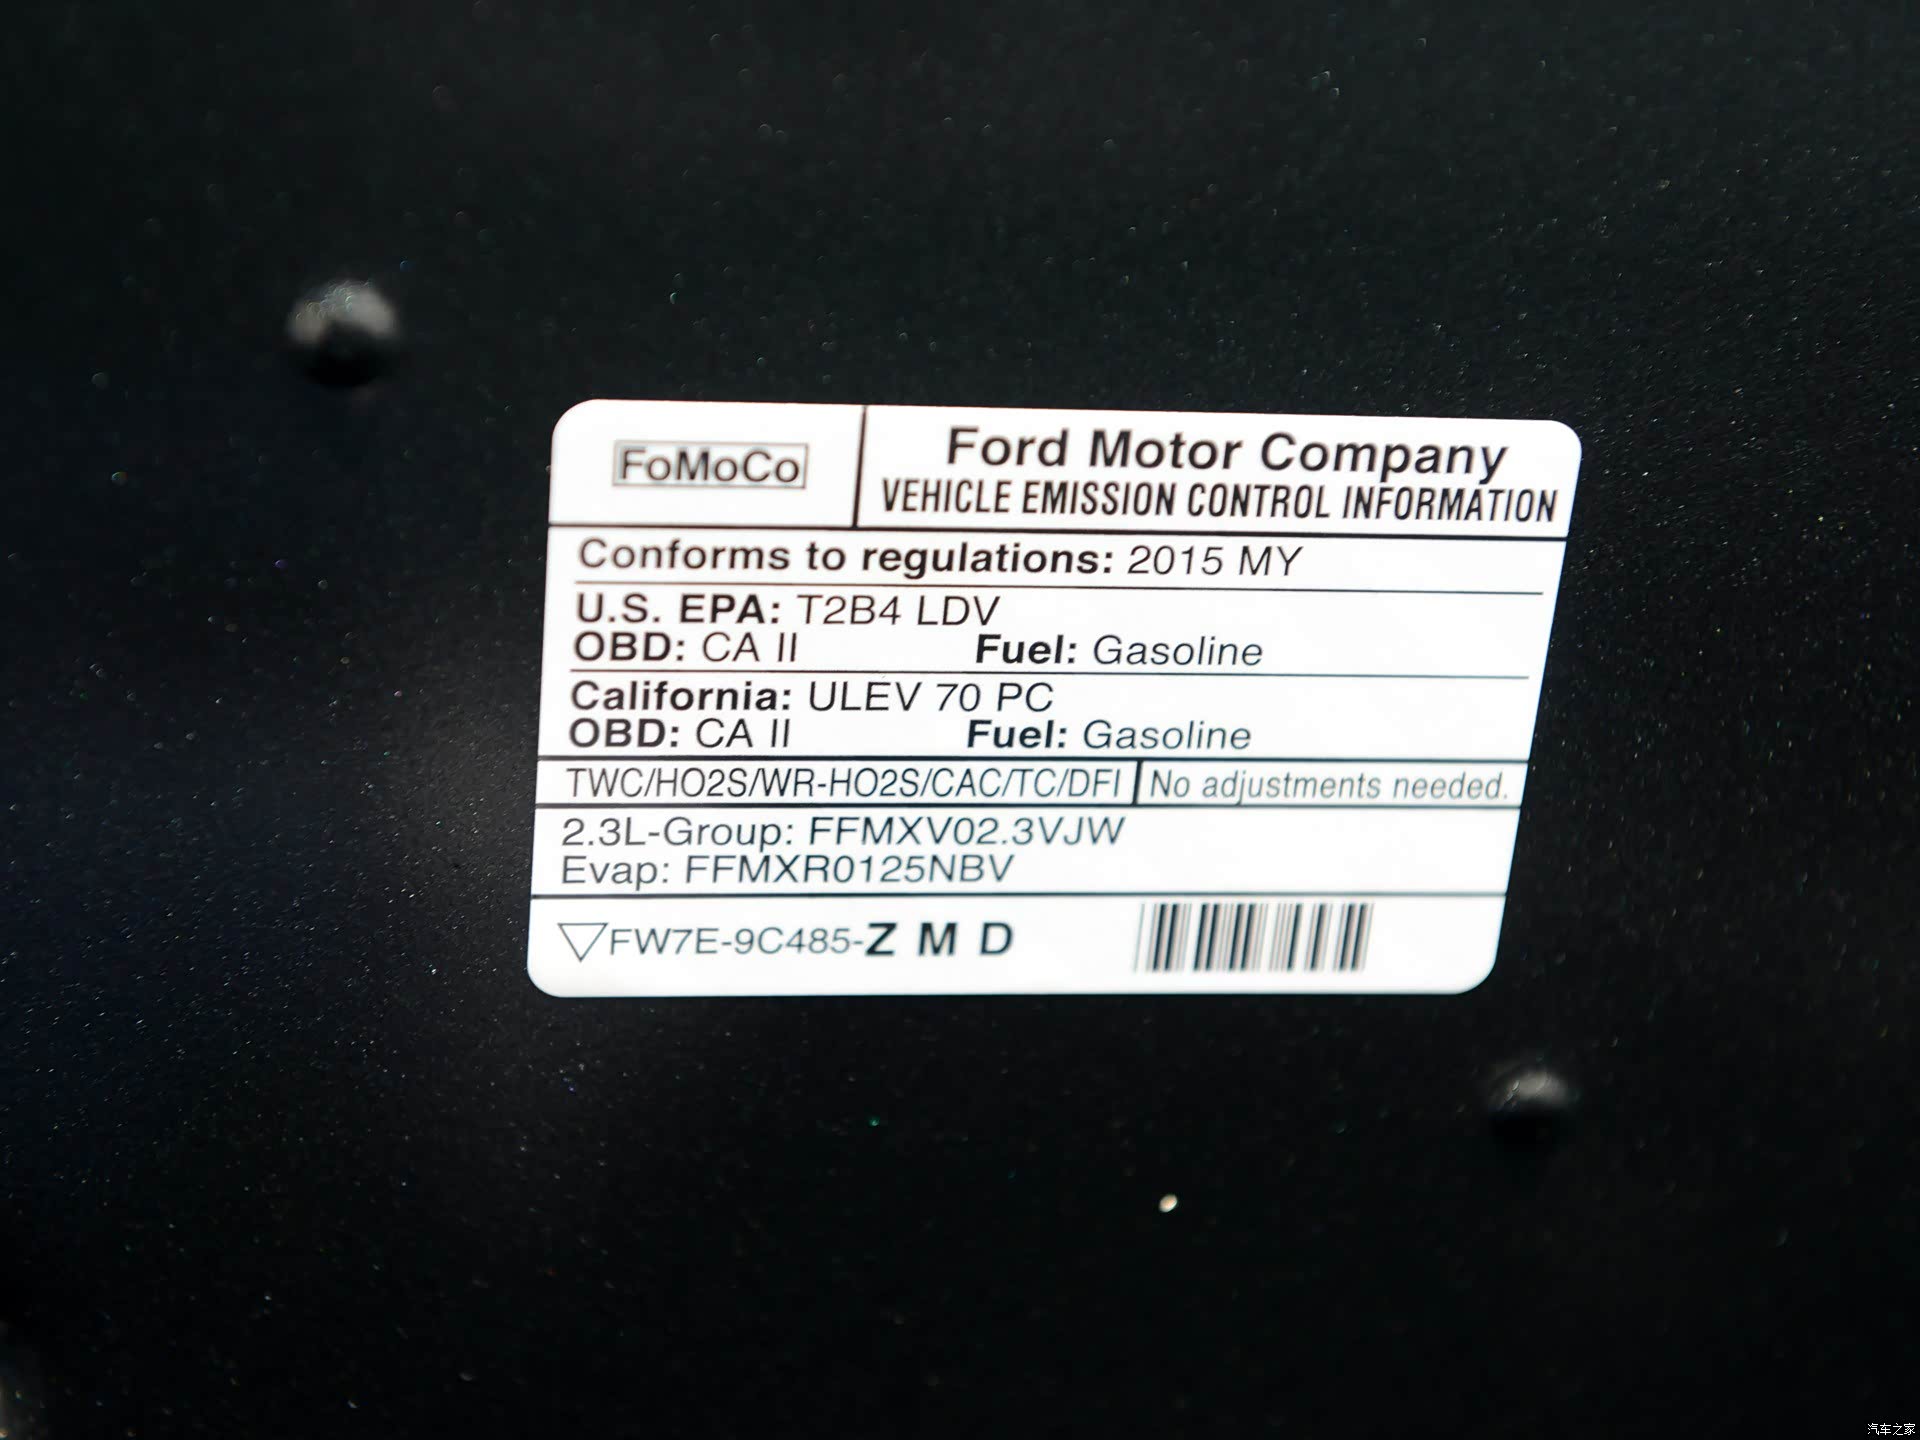 FoMoCo
Ford Motor Company
VEHICLE EMISSION CONTROL INFORMATION
Conforms to regulations: 2015 MY
U.S. EPA: T2B4 LDV
OBD: CA II Fuel: Gasoline
California: ULEV 70 PC
OBD: CA II Fuel: Gasoline
TWC/HO2S/WR-HO2S/CAC/TC/DFI No adjustments needed.
2.3L-Group: FFMXV02.3VJW
Evap: FFMXR0125NBV
FW7E-9C485-Z M D
汽车之家